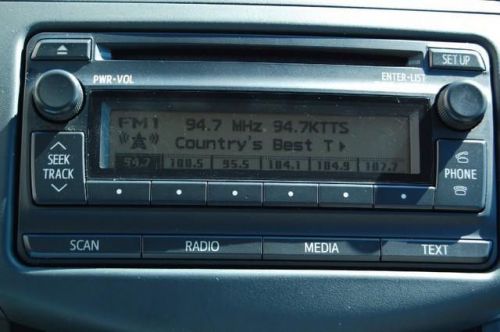 SET UP
PWR•VOL
ENTER•LIST
FM1 94.7 MHz 94.7KTTS
Country's Best T
94.7 100.5 95.5 104.1 104.9 107.7
SEEK
TRACK
PHONE
SCAN RADIO MEDIA TEXT